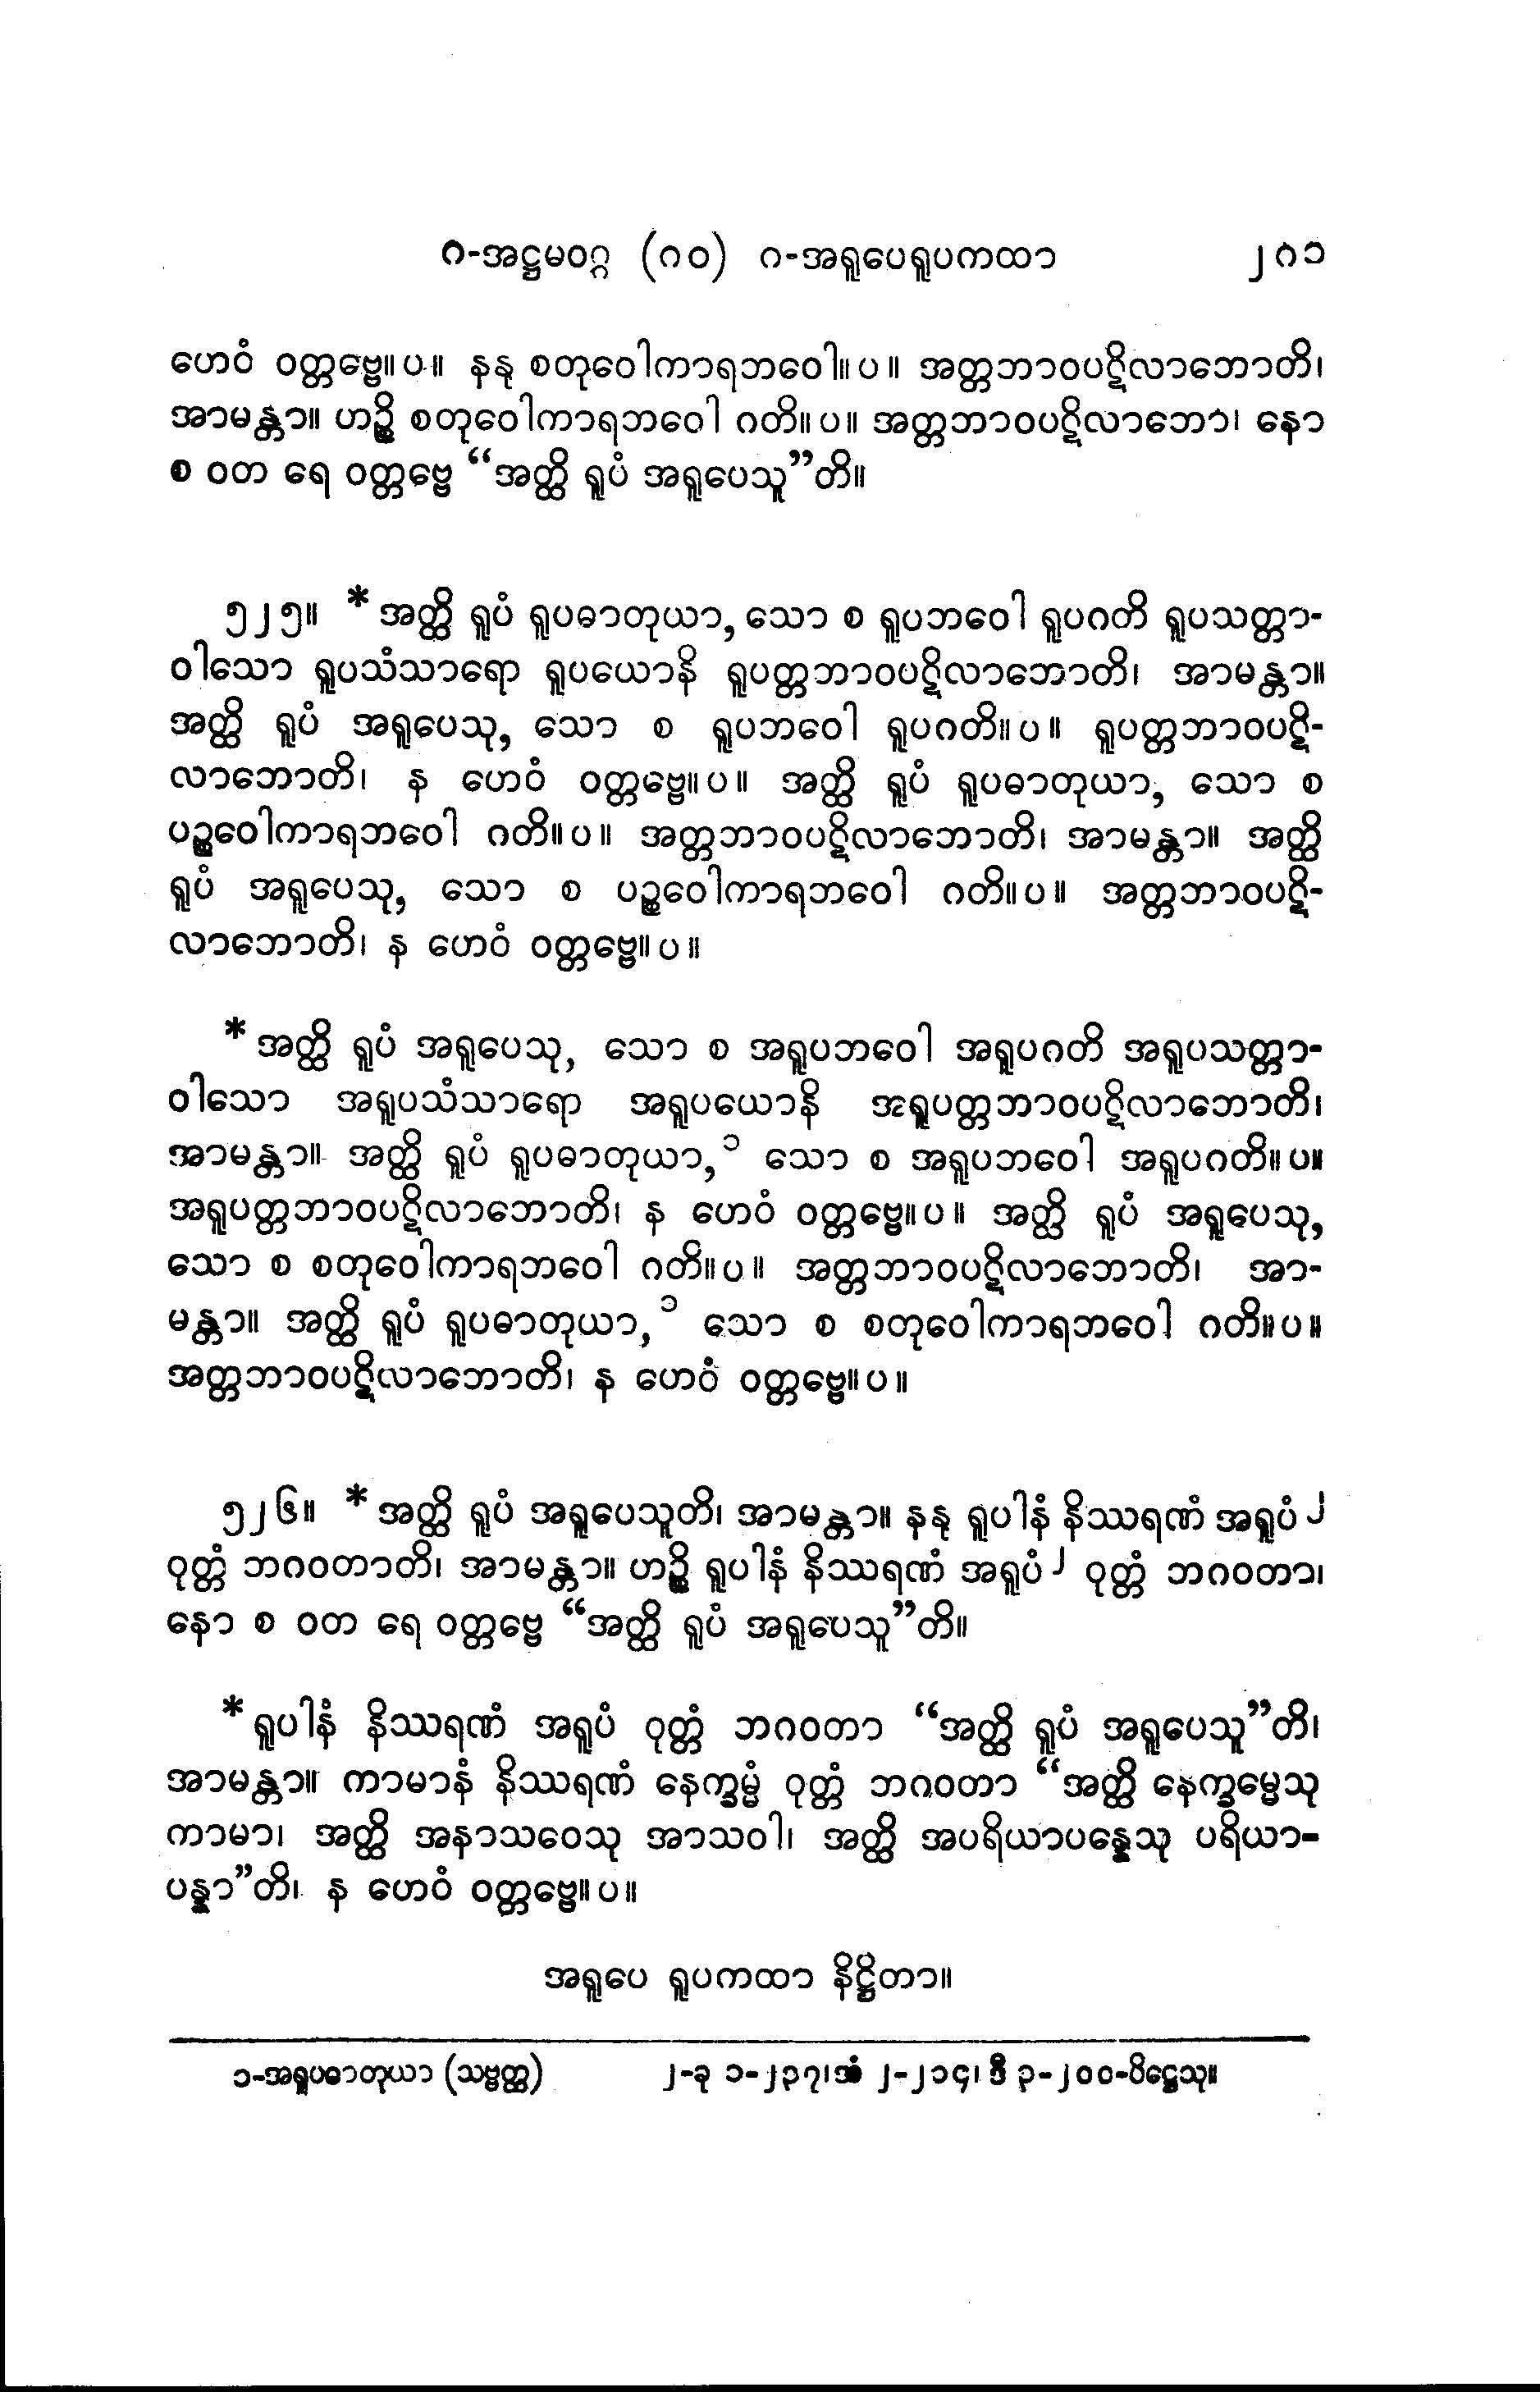 ၈-အဋ္ဌမဝဂ္ဂ (၈၀) ၈-အရူပေရူပကထာ ၂၈၁
ဟေဝံ ဝတ္တဗ္ဗေ။ပ။ နနု စတုဝေါကာရဘဝေါ။ပ။ အတ္တဘာဝပဋိလာဘောတိ၊
အာမန္တာ။ ဟဉ္စိ စတုဝေါကာရဘဝေါ ဂတိ။ပ။ အတ္တဘာဝပဋိလာဘော၊ နော
စ ဝတ ရေ ဝတ္တဗ္ဗေ “အတ္ထိ ရူပံ အရူပေသူ”တိ။
၅၂၅။ *အတ္ထိ ရူပံ ရူပဓာတုယာ, သော စ ရူပဘဝေါ ရူပဂတိ ရူပသတ္တာ-
ဝါသော ရူပသံသာရော ရူပယောနိ ရူပတ္တဘာဝပဋိလာဘောတိ၊ အာမန္တာ။
အတ္ထိ ရူပံ အရူပေသု, သော စ ရူပဘဝေါ ရူပဂတိ။ပ။ ရူပတ္တဘာဝပဋိ-
လာဘောတိ၊ န ဟေဝံ ဝတ္တဗ္ဗေ။ပ။ အတ္ထိ ရူပံ ရူပဓာတုယာ, သော စ
ပဉ္စဝေါကာရဘဝေါ ဂတိ။ပ။ အတ္တဘာဝပဋိလာဘောတိ၊ အာမန္တာ။ အတ္ထိ
ရူပံ အရူပေသု, သော စ ပဉ္စဝေါကာရဘဝေါ ဂတိ။ပ။ အတ္တဘာဝပဋိ-
လာဘောတိ၊ န ဟေဝံ ဝတ္တဗ္ဗေ။ပ။
*အတ္ထိ ရူပံ အရူပေသု, သော စ အရူပဘဝေါ အရူပဂတိ အရူပသတ္တာ-
ဝါသော အရူပသံသာရော အရူပယောနိ အရူပတ္တဘာဝပဋိလာဘောတိ၊
အာမန္တာ။ အတ္ထိ ရူပံ ရူပဓာတုယာ,၁ သော စ အရူပဘဝေါ အရူပဂတိ။ပ။
အရူပတ္တဘာဝပဋိလာဘောတိ၊ န ဟေဝံ ဝတ္တဗ္ဗေ။ပ။ အတ္ထိ ရူပံ အရူပေသု,
သော စ စတုဝေါကာရဘဝေါ ဂတိ။ပ။ အတ္တဘာဝပဋိလာဘောတိ၊ အာ-
မန္တာ။ အတ္ထိ ရူပံ ရူပဓာတုယာ,၁ သော စ စတုဝေါကာရဘဝေါ ဂတိ။ပ။
အတ္တဘာဝပဋိလာဘောတိ၊ န ဟေဝံ ဝတ္တဗ္ဗေ။ပ။
၅၂၆။ *အတ္ထိ ရူပံ အရူပေသူတိ၊ အာမန္တာ။ နနု ရူပါနံ နိဿရဏံ အရူပံ၂
ဝုတ္တံ ဘဂဝတာတိ၊ အာမန္တာ။ ဟဉ္စိ ရူပါနံ နိဿရဏံ အရူပံ၂ ဝုတ္တံ ဘဂဝတာ၊
နော စ ဝတ ရေ ဝတ္တဗ္ဗေ “အတ္ထိ ရူပံ အရူပေသူ”တိ။
*ရူပါနံ နိဿရဏံ အရူပံ ဝုတ္တံ ဘဂဝတာ “အတ္ထိ ရူပံ အရူပေသူ”တိ၊
အာမန္တာ။ ကာမာနံ နိဿရဏံ နေက္ခမ္မံ ဝုတ္တံ ဘဂဝတာ “အတ္ထိ နေက္ခမ္မေသု
ကာမာ၊ အတ္ထိ အနာသဝေသု အာသဝါ၊ အတ္ထိ အပရိယာပန္နေသု ပရိယာ-
ပန္နာ”တိ၊ န ဟေဝံ ဝတ္တဗ္ဗေ။ပ။
အရူပေ ရူပကထာ နိဋ္ဌိတာ။
၁-အရူပဓာတုယာ (သဗ္ဗတ္ထ) ၂-ခု ၁-၂၃၇၊အံ ၂-၂၁၄၊ဒီ ၃-၂၀၀-ပိဋ္ဌေသု။